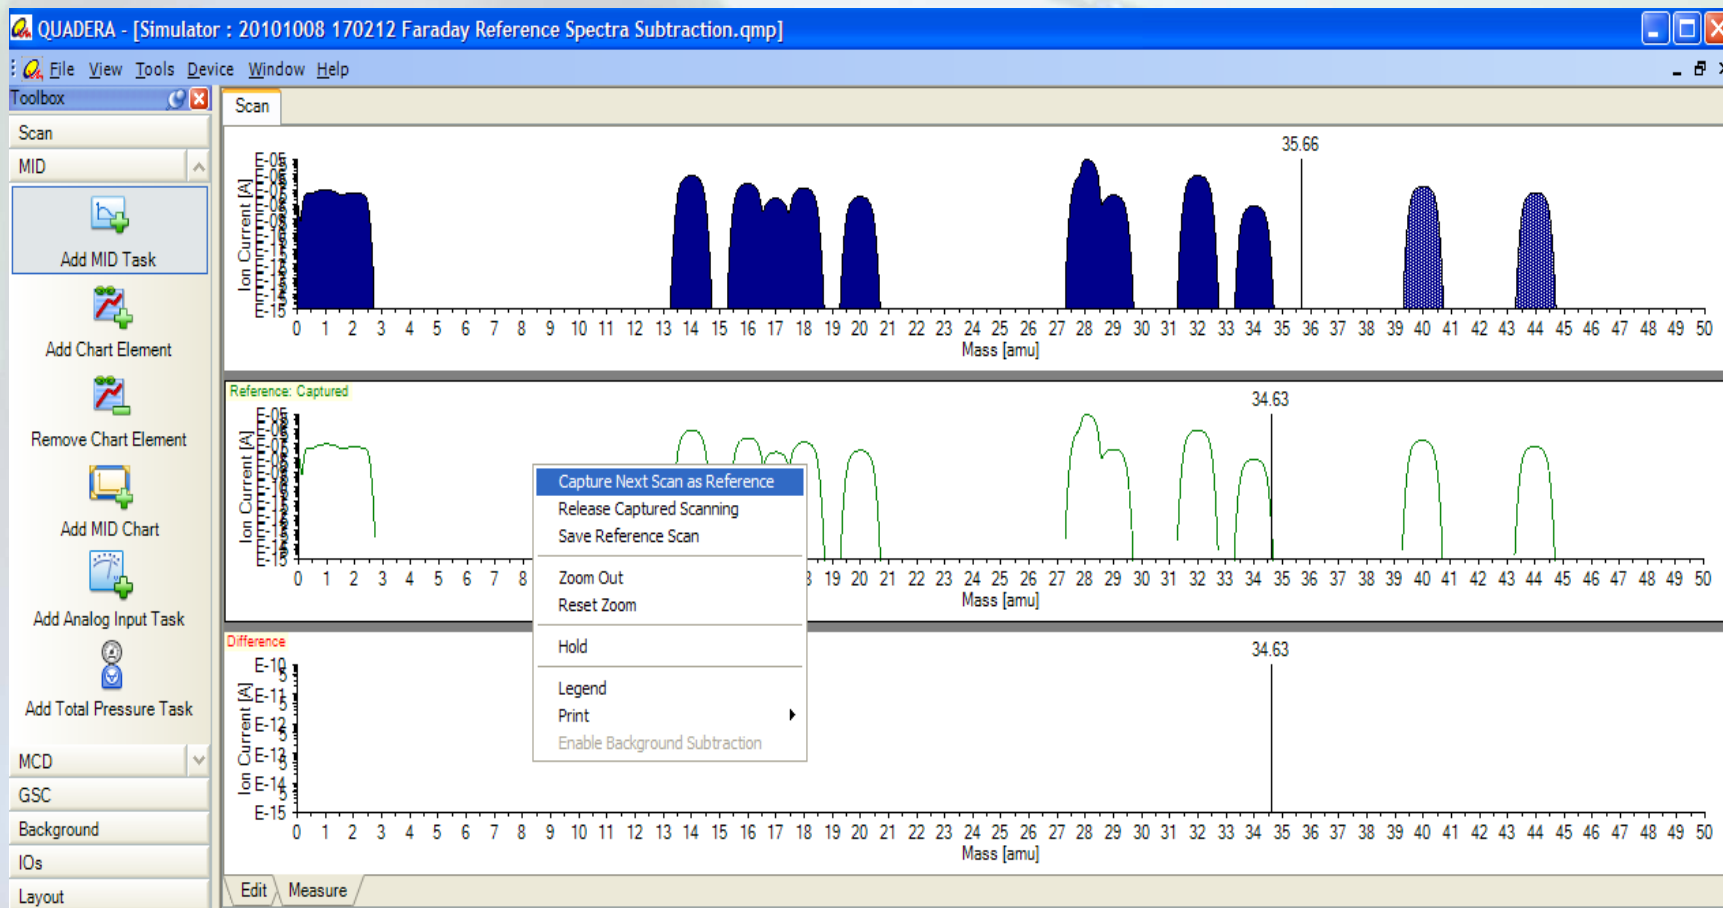 QUADERA - [Simulator : 20101008 170212 Faraday Reference Spectra Subtraction.qmp]
File View Tools Device Window Help
Toolbox
Scan
MID
Add MID Task
Add Chart Element
Remove Chart Element
Add MID Chart
Add Analog Input Task
Add Total Pressure Task
MCD
GSC
Background
IOs
Layout
Scan
35.66
E-05
Ion Current [A]
E-15
0 1 2 3 4 5 6 7 8 9 10 11 12 13 14 15 16 17 18 19 20 21 22 23 24 25 26 27 28 29 30 31 32 33 34 35 36 37 38 39 40 41 42 43 44 45 46 47 48 49 50
Mass [amu]
Reference: Captured
34.63
Ion Current [A]
E-15
0 1 2 3 4 5 6 7 8 19 20 21 22 23 24 25 26 27 28 29 30 31 32 33 34 35 36 37 38 39 40 41 42 43 44 45 46 47 48 49 50
Mass [amu]
Capture Next Scan as Reference
Release Captured Scanning
Save Reference Scan
Zoom Out
Reset Zoom
Hold
Legend
Print
Enable Background Subtraction
Difference
34.63
E-10
5
E-11
5
E-12
5
E-13
5
E-14
5
E-15
Ion Current [A]
0 1 2 3 4 5 6 7 8 9 10 11 12 13 14 15 16 17 18 19 20 21 22 23 24 25 26 27 28 29 30 31 32 33 34 35 36 37 38 39 40 41 42 43 44 45 46 47 48 49 50
Mass [amu]
Edit Measure